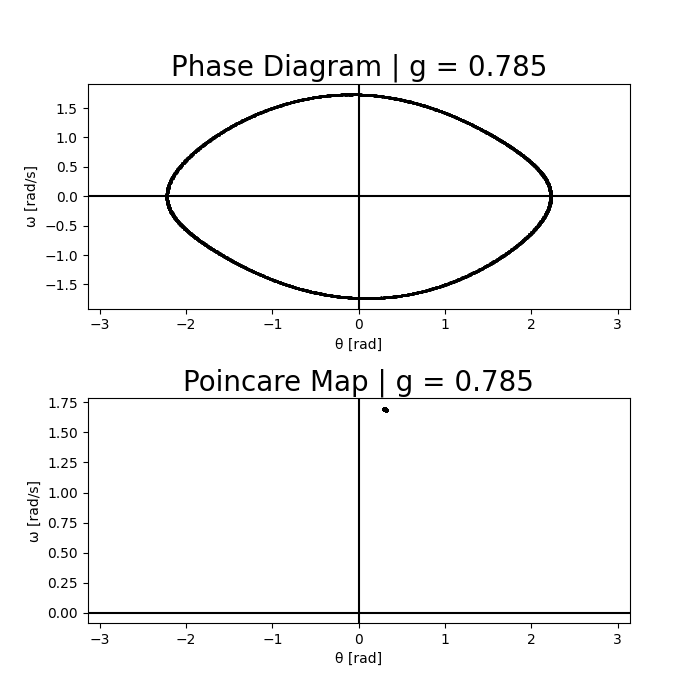 Phase Diagram | g = 0.785
1.5
1.0
0.5
0.0
−0.5
−1.0
−1.5
ω [rad/s]
−3 −2 −1 0 1 2 3
θ [rad]
Poincare Map | g = 0.785
1.75
1.50
1.25
1.00
0.75
0.50
0.25
0.00
ω [rad/s]
−3 −2 −1 0 1 2 3
θ [rad]